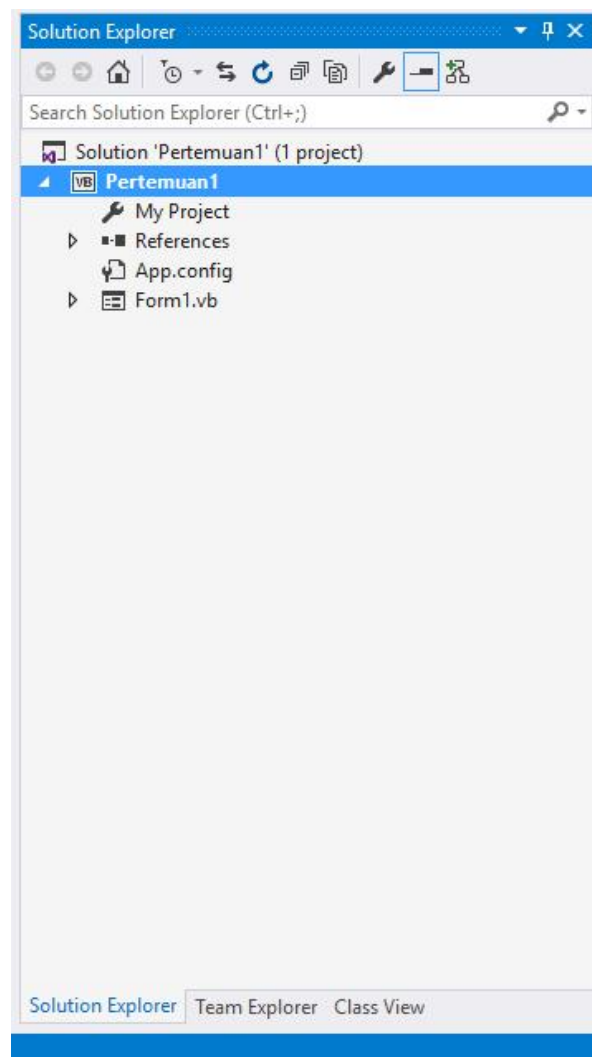 Solution Explorer
Search Solution Explorer (Ctrl+;)
Solution 'Pertemuan1' (1 project)
VB Pertemuan1
My Project
References
App.config
Form1.vb
Solution Explorer Team Explorer Class View